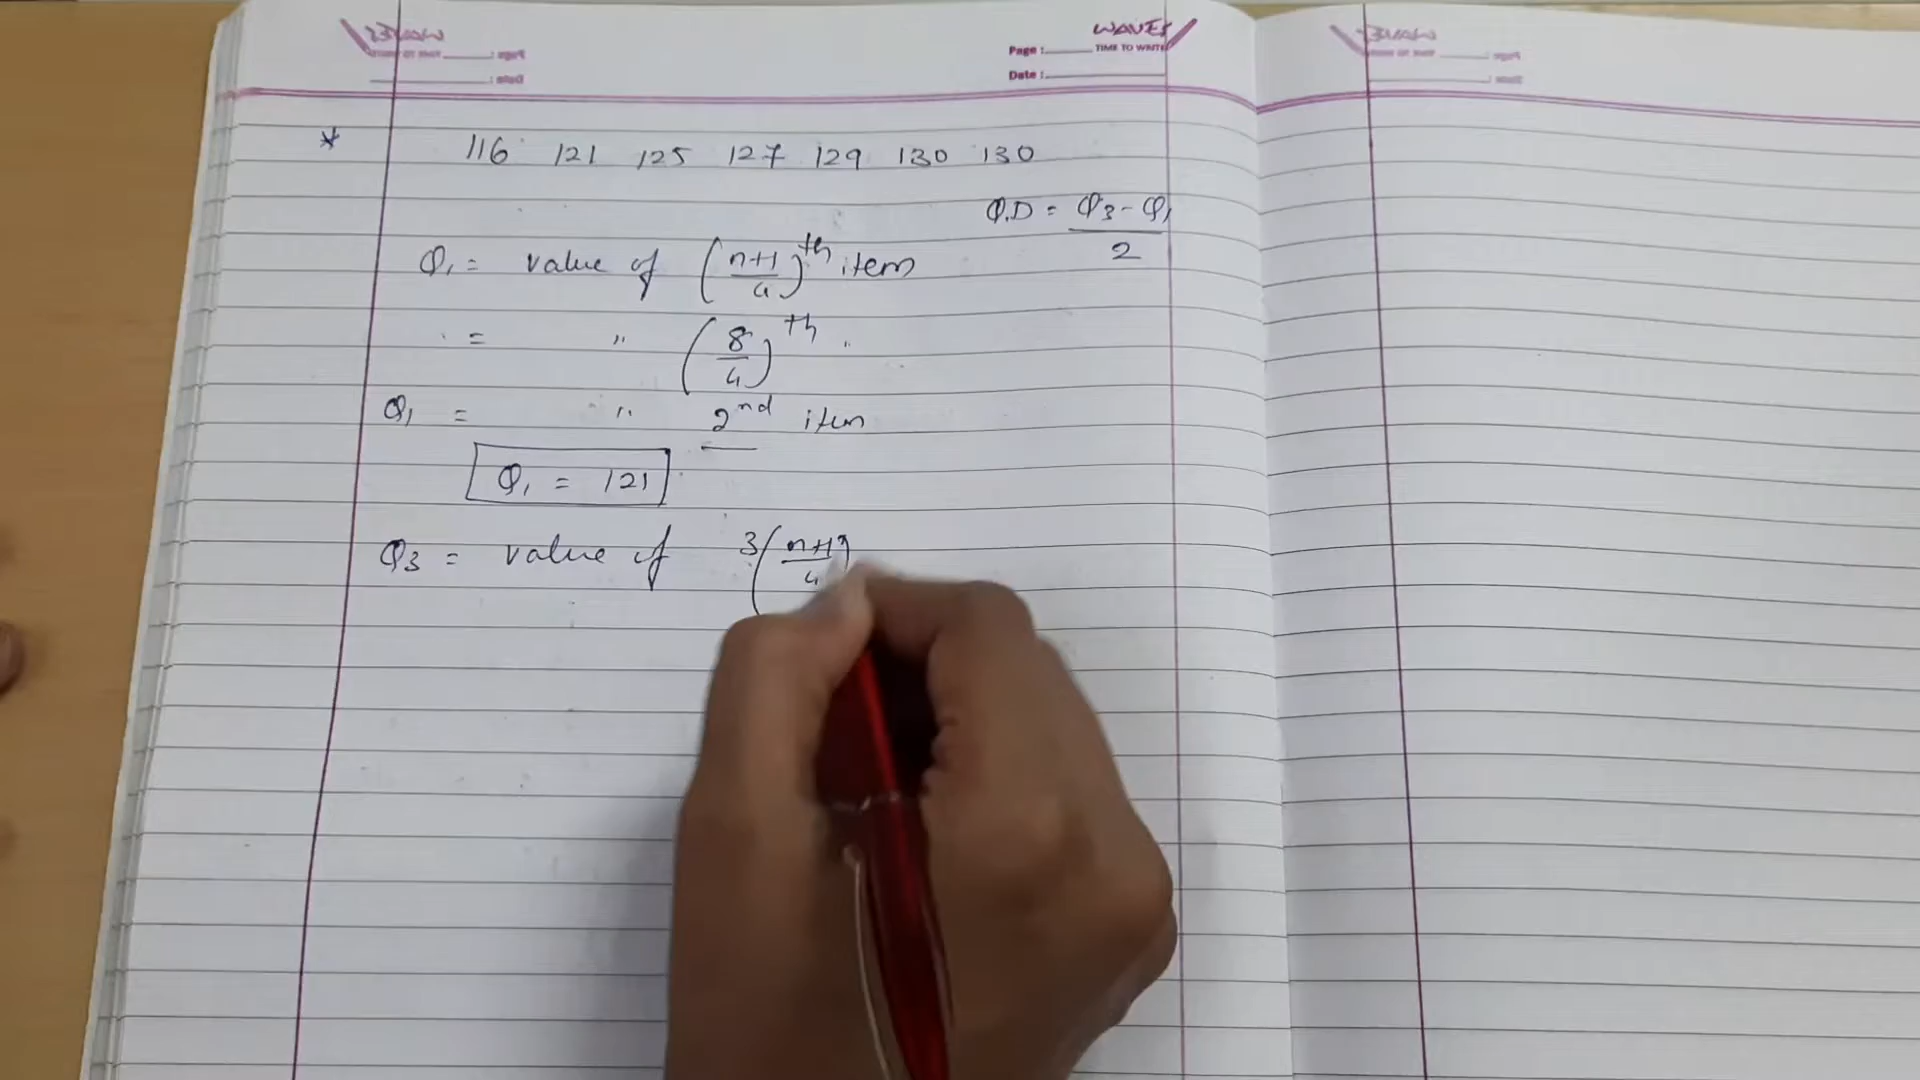 WAVES
Page : TIME TO WRITE
Date :
* 116 121 125 127 129 130 130
Q.D = Q3 - Q1 / 2
Q1 = value of (n+1/4)th item
= " (8/4)th "
Q1 = " 2nd item
Q1 = 121
Q3 = value of 3(n+1/4)